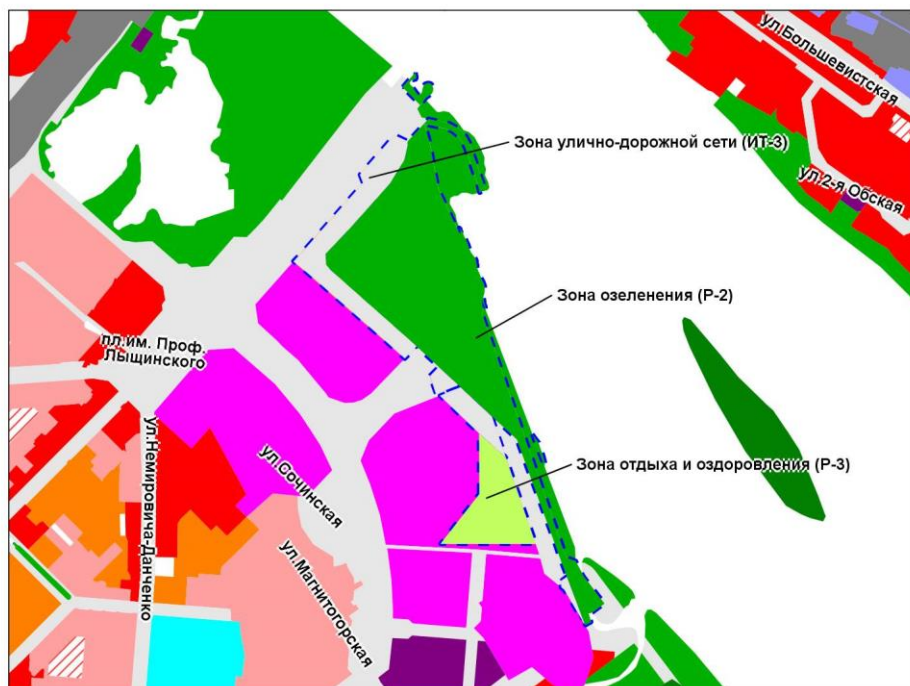 ул.Большевистская
Зона улично-дорожной сети (ИТ-3)
ул.2-я Обская
Зона озеленения (Р-2)
пл.им. Проф.
Лыщинского
ул.Немировича-Данченко
ул.Сочинская
Зона отдыха и оздоровления (Р-3)
ул.Магнитогорская